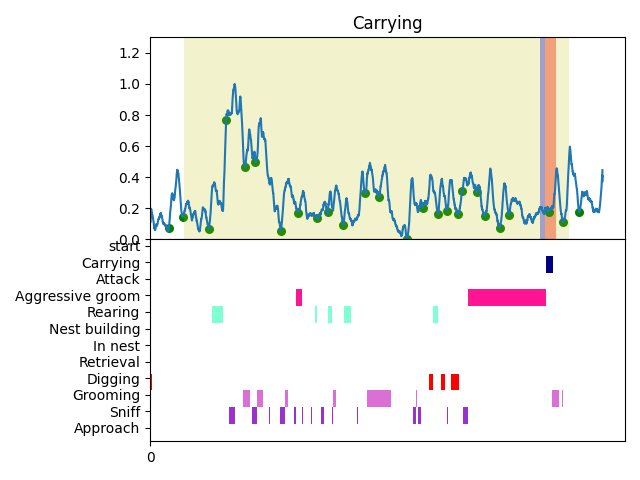 Carrying
1.2
1.0
0.8
0.6
0.4
0.2
0.0
start
Carrying
Attack
Aggressive groom
Rearing
Nest building
In nest
Retrieval
Digging
Grooming
Sniff
Approach
0